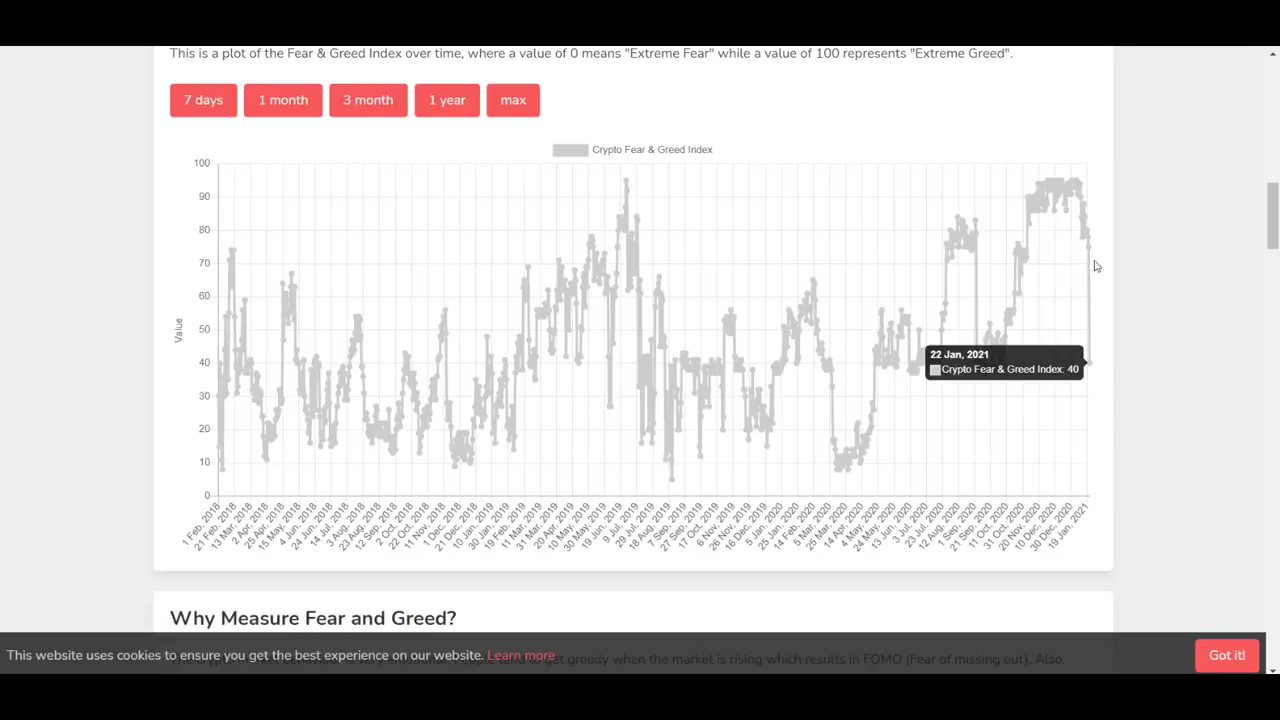 This is a plot of the Fear & Greed Index over time, where a value of 0 means "Extreme Fear" while a value of 100 represents "Extreme Greed".
7 days 1 month 3 month 1 year max
Crypto Fear & Greed Index
100
90
80
70
60
50
40
30
20
10
0
Value
22 Jan, 2021
Crypto Fear & Greed Index: 40
1 Feb, 2018
21 Feb, 2018
13 Mar, 2018
2 Apr, 2018
25 Apr, 2018
15 May, 2018
4 Jun, 2018
24 Jun, 2018
14 Jul, 2018
3 Aug, 2018
23 Aug, 2018
12 Sep, 2018
2 Oct, 2018
22 Oct, 2018
11 Nov, 2018
1 Dec, 2018
21 Dec, 2018
10 Jan, 2019
30 Jan, 2019
19 Feb, 2019
11 Mar, 2019
31 Mar, 2019
20 Apr, 2019
10 May, 2019
30 May, 2019
19 Jun, 2019
9 Jul, 2019
29 Jul, 2019
18 Aug, 2019
7 Sep, 2019
27 Sep, 2019
17 Oct, 2019
6 Nov, 2019
26 Nov, 2019
16 Dec, 2019
5 Jan, 2020
25 Jan, 2020
14 Feb, 2020
5 Mar, 2020
25 Mar, 2020
14 Apr, 2020
4 May, 2020
24 May, 2020
13 Jun, 2020
3 Jul, 2020
23 Jul, 2020
12 Aug, 2020
1 Sep, 2020
21 Sep, 2020
11 Oct, 2020
31 Oct, 2020
20 Nov, 2020
10 Dec, 2020
30 Dec, 2020
19 Jan, 2021
Why Measure Fear and Greed?
This website uses cookies to ensure you get the best experience on our website. Learn more
Got it!
The crypto market behaviour is very emotional. People tend to get greedy when the market is rising which results in FOMO (Fear of missing out). Also,